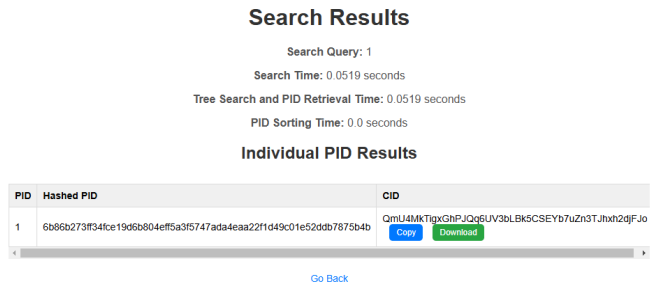 Search Results
Search Query: 1
Search Time: 0.0519 seconds
Tree Search and PID Retrieval Time: 0.0519 seconds
PID Sorting Time: 0.0 seconds
Individual PID Results
PID Hashed PID CID
1 6b86b273ff34fce19d6b804eff5a3f5747ada4eaa22f1d49c01e52ddb7875b4b QmU4MkTigxGhPJQq6UV3bLBk5CSEYb7uZn3TJhxh2djFJo
Copy Download
Go Back